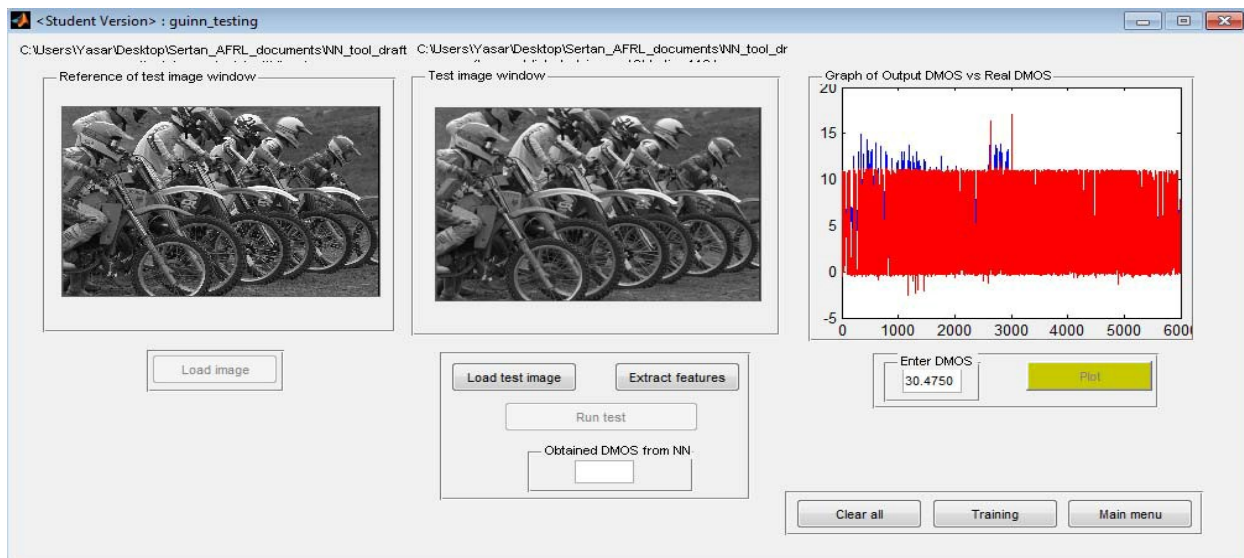 <Student Version> : guinn_testing
C:\Users\Yasar\Desktop\Sertan_AFRL_documents\NN_tool_draft
C:\Users\Yasar\Desktop\Sertan_AFRL_documents\NN_tool_dr
Reference of test image window
Test image window
Graph of Output DMOS vs Real DMOS
20
15
10
5
0
-5
0 1000 2000 3000 4000 5000 600
Load image
Load test image
Extract features
Run test
Obtained DMOS from NN
Enter DMOS
30.4750
Plot
Clear all
Training
Main menu